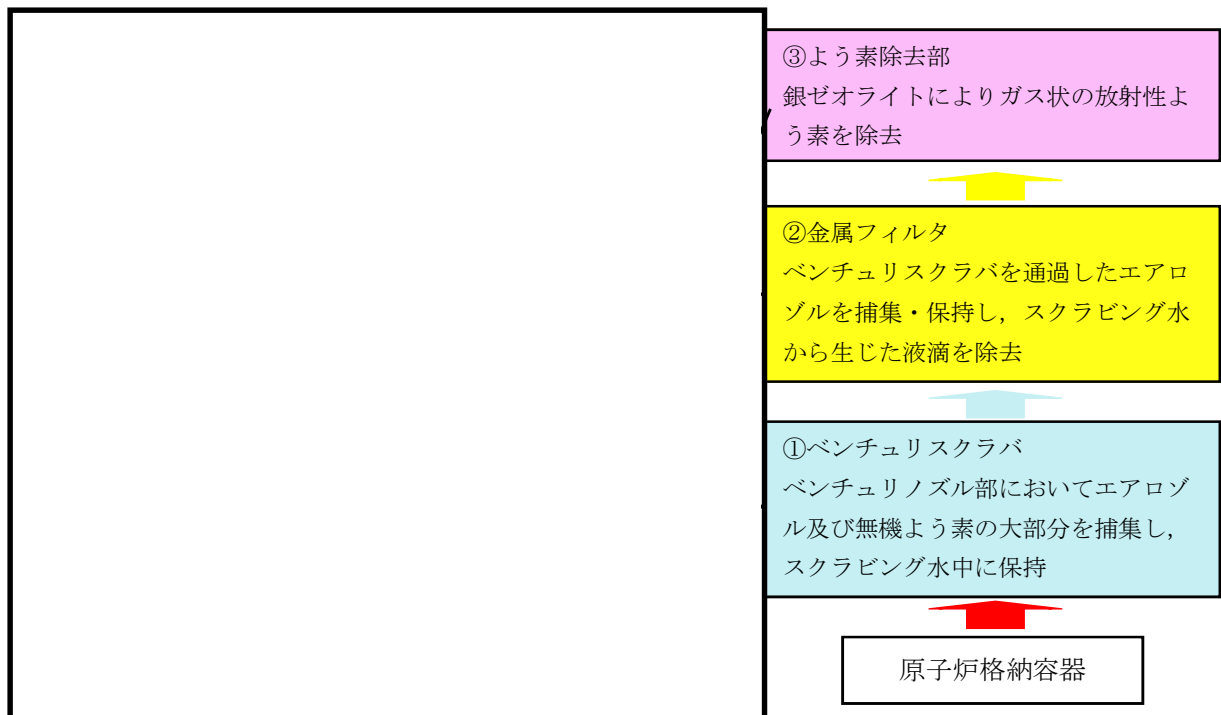 ③よう素除去部
銀ゼオライトによりガス状の放射性よ
う素を除去
②金属フィルタ
ベンチュリスクラバを通過したエアロ
ゾルを捕集・保持し，スクラビング水
から生じた液滴を除去
①ベンチュリスクラバ
ベンチュリノズル部においてエアロゾ
ル及び無機よう素の大部分を捕集し，
スクラビング水中に保持
原子炉格納容器